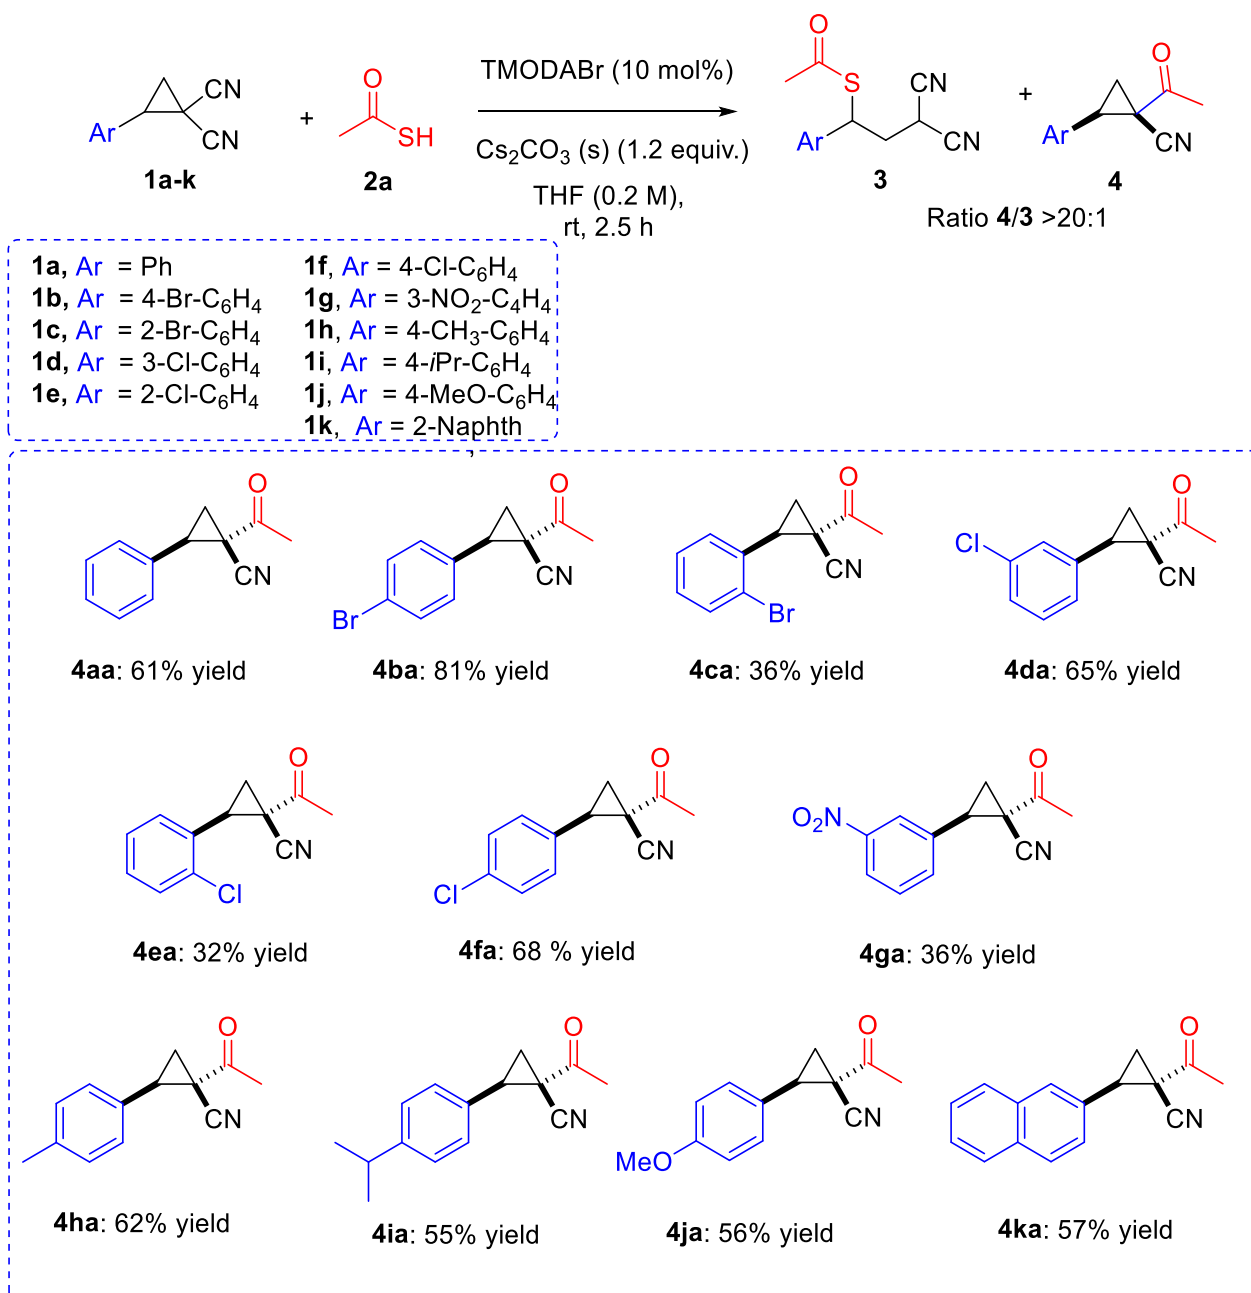 O
S
CN
CN
Ar
3
+
O
Ar
CN
4
CN
CN
Ar
1a-k
+
O
SH
2a
TMODABr (10 mol%)
Cs2CO3 (s) (1.2 equiv.)
THF (0.2 M),
rt, 2.5 h
Ratio 4/3 >20:1
1a, Ar = Ph
1b, Ar = 4-Br-C6H4
1c, Ar = 2-Br-C6H4
1d, Ar = 3-Cl-C6H4
1e, Ar = 2-Cl-C6H4
1f, Ar = 4-Cl-C6H4
1g, Ar = 3-NO2-C4H4
1h, Ar = 4-CH3-C6H4
1i, Ar = 4-iPr-C6H4
1j, Ar = 4-MeO-C6H4
1k, Ar = 2-Naphth
,
O
CN
4aa: 61% yield
O
CN
Br
4ba: 81% yield
O
CN
Br
4ca: 36% yield
O
Cl
CN
4da: 65% yield
O
CN
Cl
4ea: 32% yield
O
CN
Cl
4fa: 68 % yield
O
O2N
CN
4ga: 36% yield
O
CN
4ha: 62% yield
O
CN
4ia: 55% yield
O
CN
MeO
4ja: 56% yield
O
CN
4ka: 57% yield